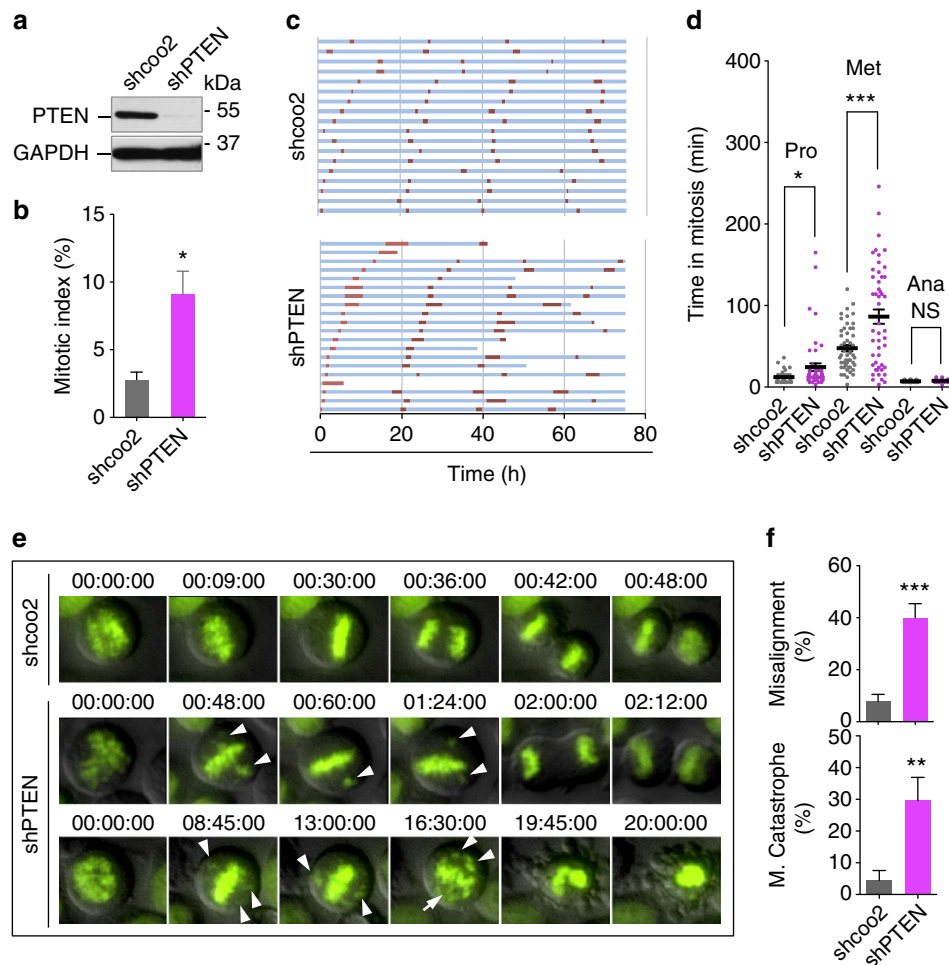 a
shcoo2
shPTEN
kDa
PTEN
- 55
GAPDH
- 37
b
Mitotic index (%)
15
10
5
0
*
shcoo2
shPTEN
c
shcoo2
shPTEN
0 20 40 60 80
Time (h)
d
Time in mitosis (min)
400
300
200
100
0
Pro
*
Met
***
Ana
NS
shcoo2
shPTEN
shcoo2
shPTEN
shcoo2
shPTEN
e
shcoo2
00:00:00 00:09:00 00:30:00 00:36:00 00:42:00 00:48:00
shPTEN
00:00:00 00:48:00 00:60:00 01:24:00 02:00:00 02:12:00
00:00:00 08:45:00 13:00:00 16:30:00 19:45:00 20:00:00
f
Misalignment
(%)
60
40
20
0
***
M. Catastrophe
(%)
50
40
30
20
10
0
**
shcoo2
shPTEN